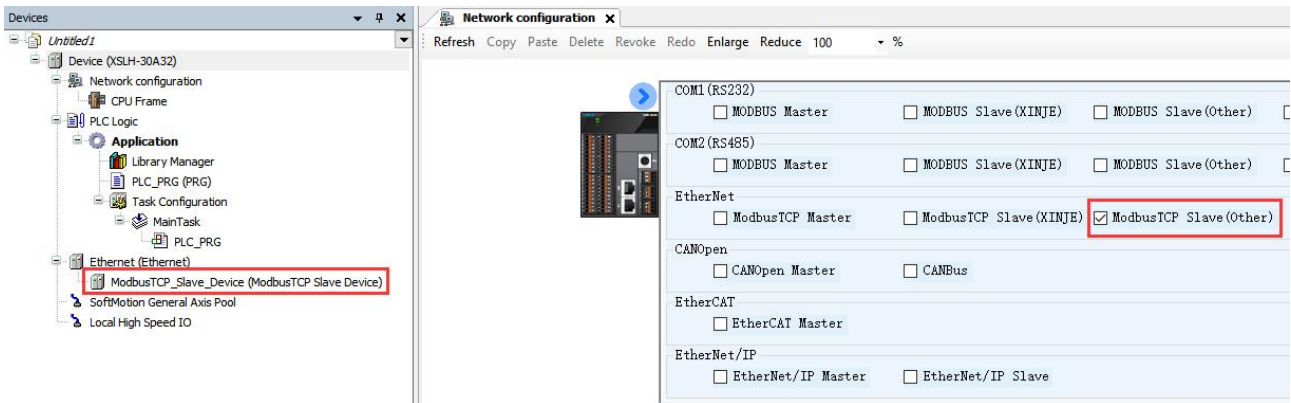 Devices
Untitled1
Device (XSLH-30A32)
Network configuration
CPU Frame
PLC Logic
Application
Library Manager
PLC_PRG (PRG)
Task Configuration
MainTask
PLC_PRG
Ethernet (Ethernet)
ModbusTCP_Slave_Device (ModbusTCP Slave Device)
SoftMotion General Axis Pool
Local High Speed IO
Network configuration
Refresh Copy Paste Delete Revoke Redo Enlarge Reduce 100 %
COM1(RS232)
MODBUS Master MODBUS Slave(XINJE) MODBUS Slave(Other)
COM2(RS485)
MODBUS Master MODBUS Slave(XINJE) MODBUS Slave(Other)
EtherNet
ModbusTCP Master ModbusTCP Slave(XINJE) ModbusTCP Slave(Other)
CANOpen
CANOpen Master CANBus
EtherCAT
EtherCAT Master
EtherNet/IP
EtherNet/IP Master EtherNet/IP Slave